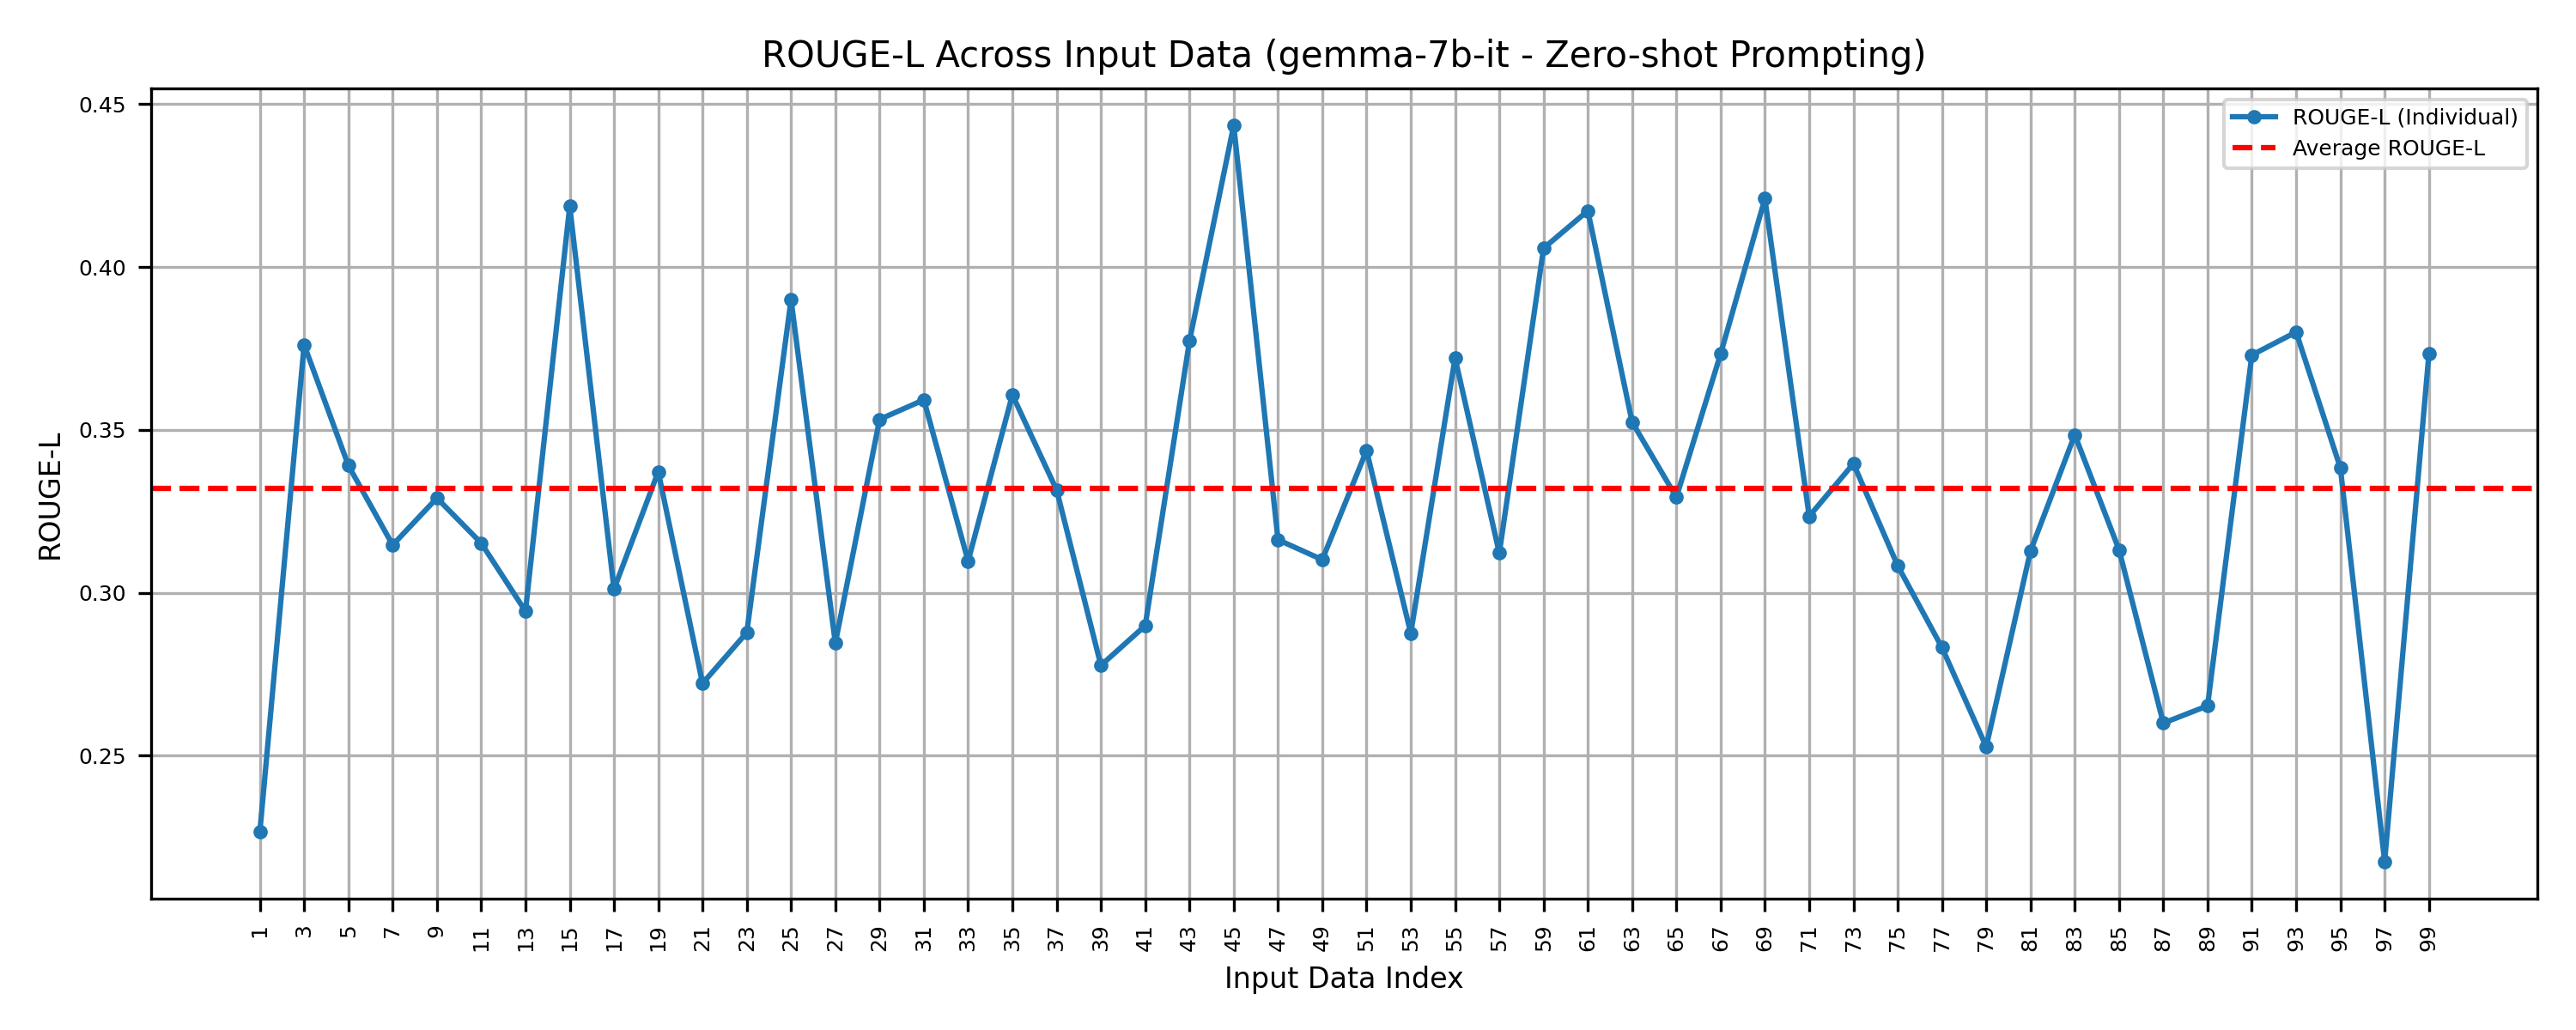 ROUGE-L Across Input Data (gemma-7b-it - Zero-shot Prompting)
ROUGE-L (Individual)
Average ROUGE-L
0.45
0.40
0.35
0.30
0.25
ROUGE-L
1 3 5 7 9 11 13 15 17 19 21 23 25 27 29 31 33 35 37 39 41 43 45 47 49 51 53 55 57 59 61 63 65 67 69 71 73 75 77 79 81 83 85 87 89 91 93 95 97 99
Input Data Index